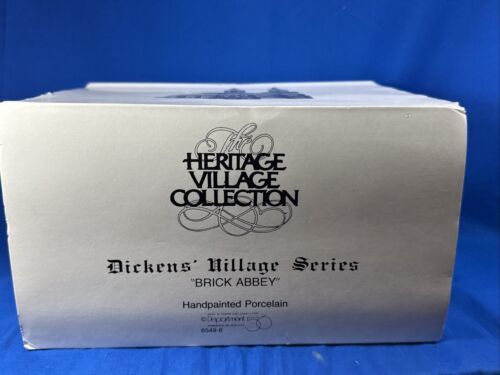 The
HERITAGE
VILLAGE
COLLECTION
Dickens' Village Series
"BRICK ABBEY"
Handpainted Porcelain
© Department 56
6549-8